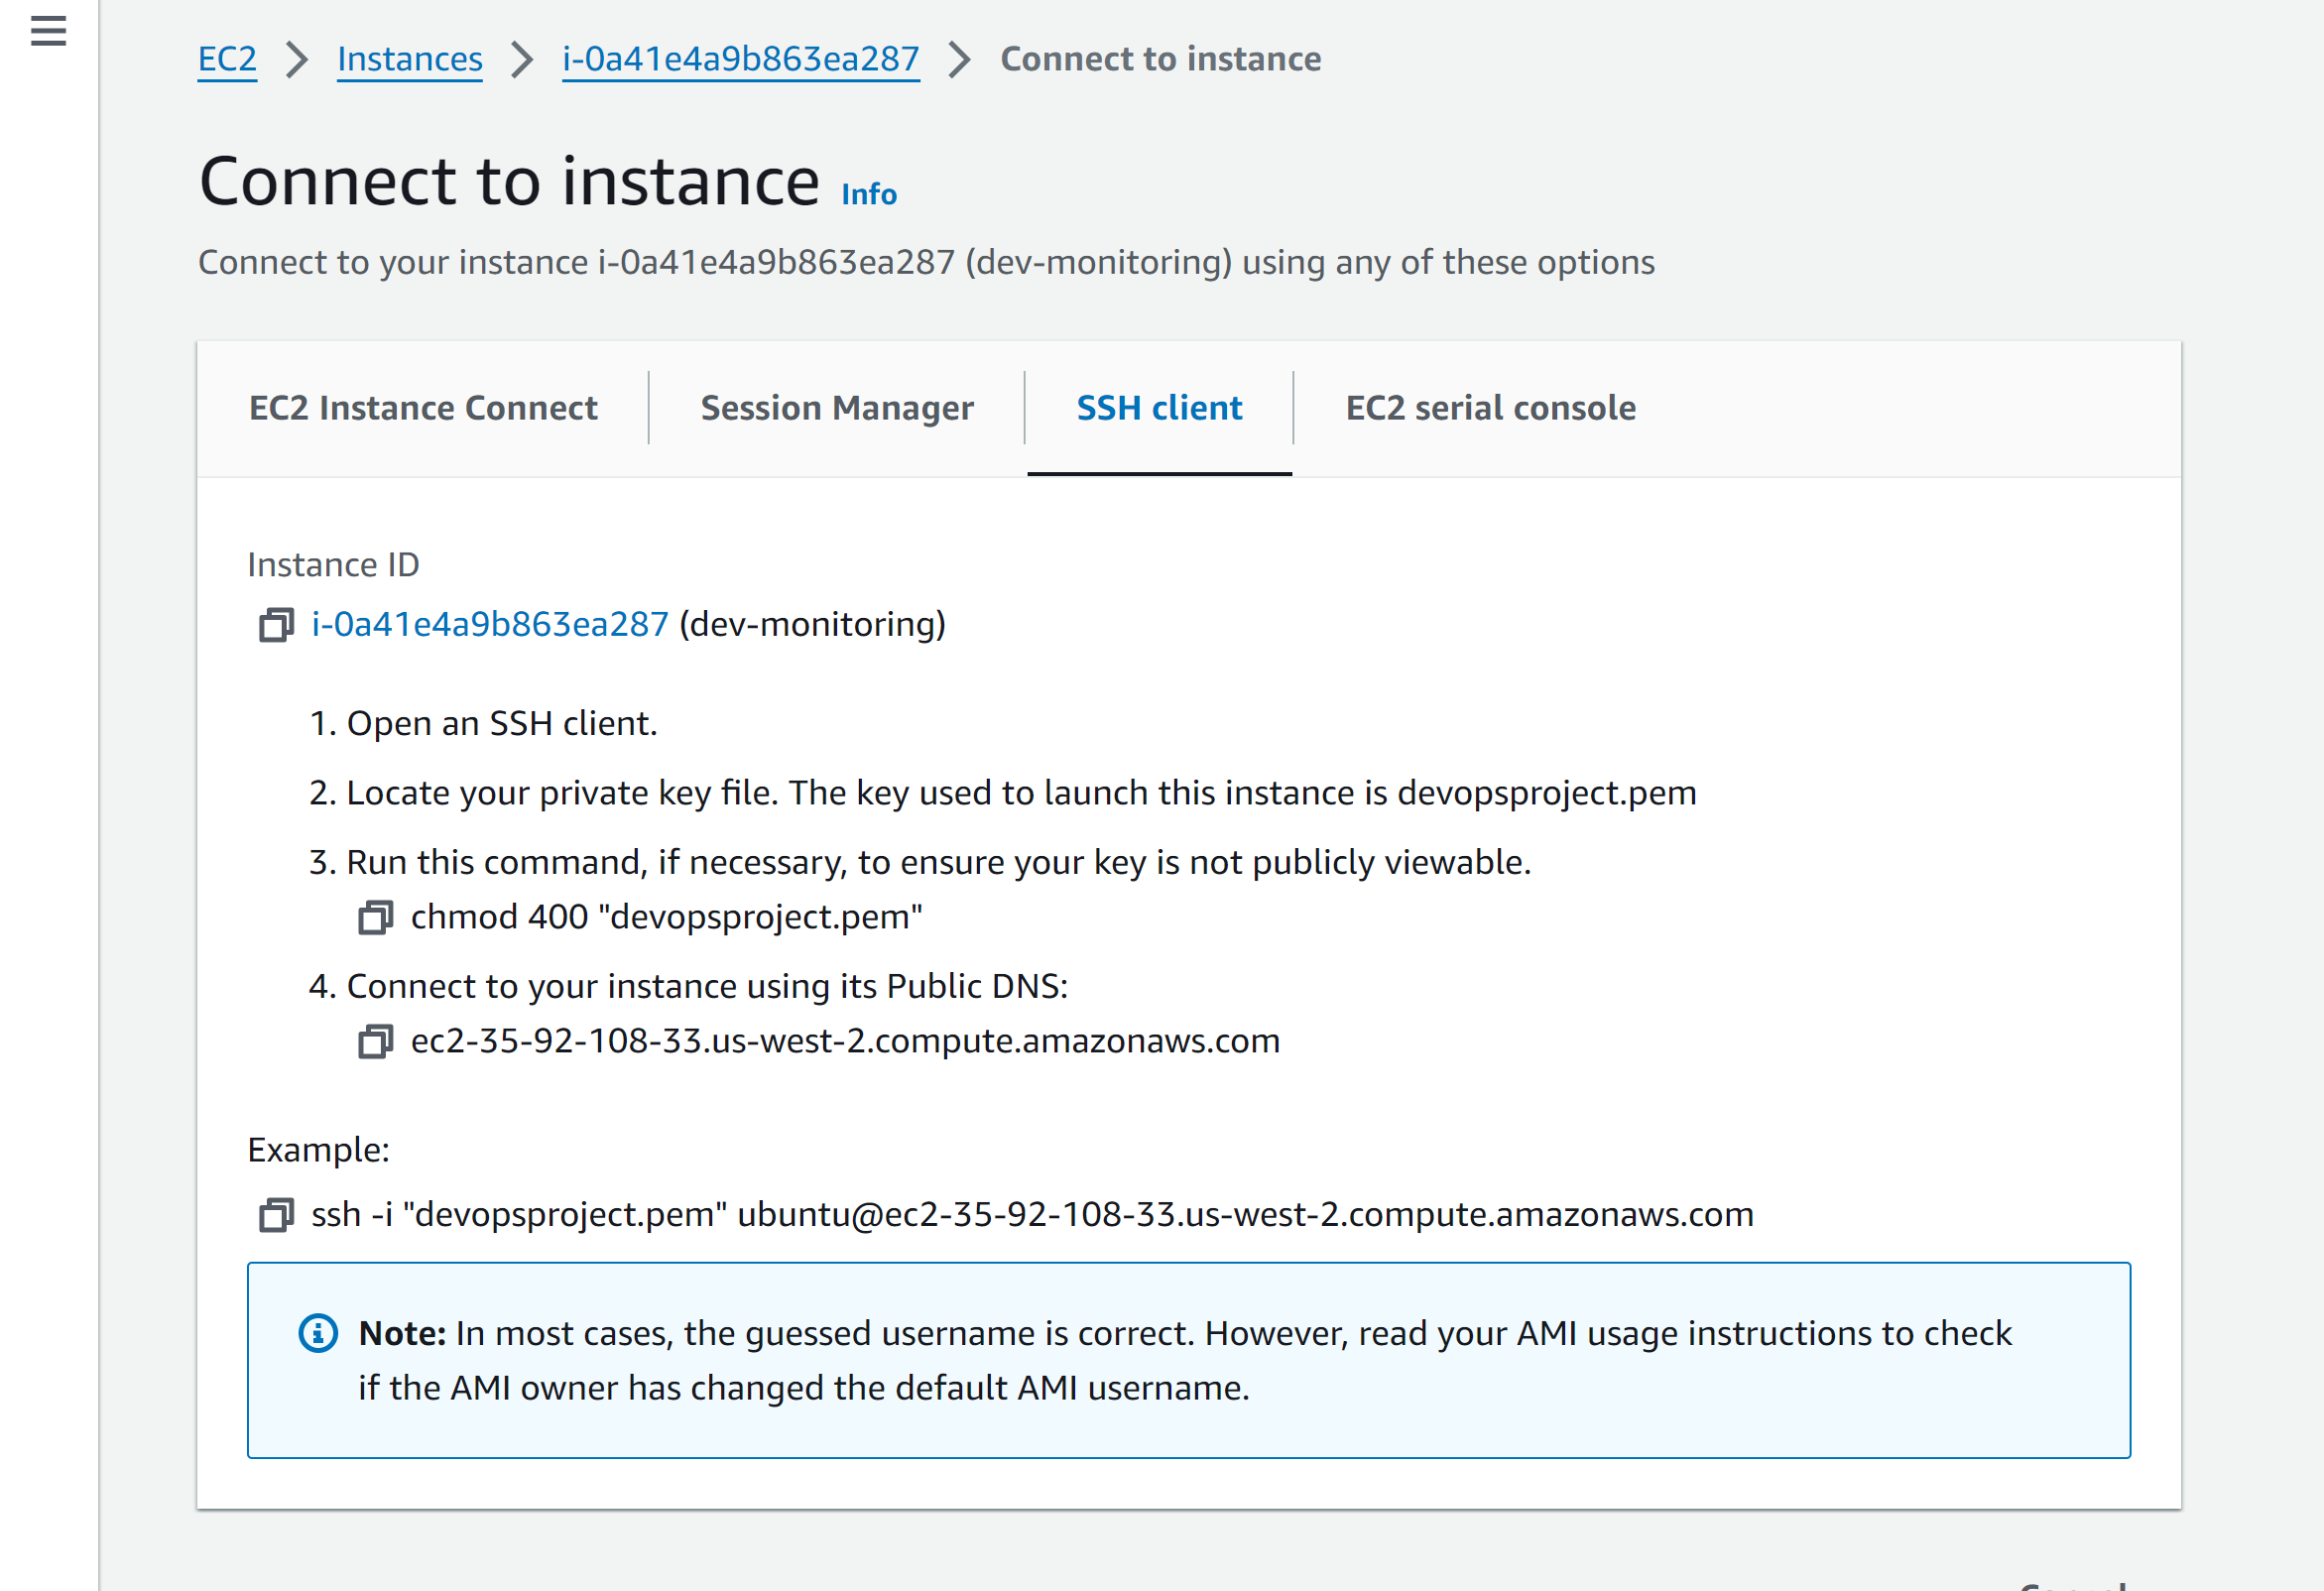 EC2 > Instances > i-0a41e4a9b863ea287 > Connect to instance
Connect to instance Info
Connect to your instance i-0a41e4a9b863ea287 (dev-monitoring) using any of these options
EC2 Instance Connect Session Manager SSH client EC2 serial console
Instance ID
i-0a41e4a9b863ea287 (dev-monitoring)
1. Open an SSH client.
2. Locate your private key file. The key used to launch this instance is devopsproject.pem
3. Run this command, if necessary, to ensure your key is not publicly viewable.
chmod 400 "devopsproject.pem"
4. Connect to your instance using its Public DNS:
ec2-35-92-108-33.us-west-2.compute.amazonaws.com
Example:
ssh -i "devopsproject.pem" ubuntu@ec2-35-92-108-33.us-west-2.compute.amazonaws.com
Note: In most cases, the guessed username is correct. However, read your AMI usage instructions to check
if the AMI owner has changed the default AMI username.